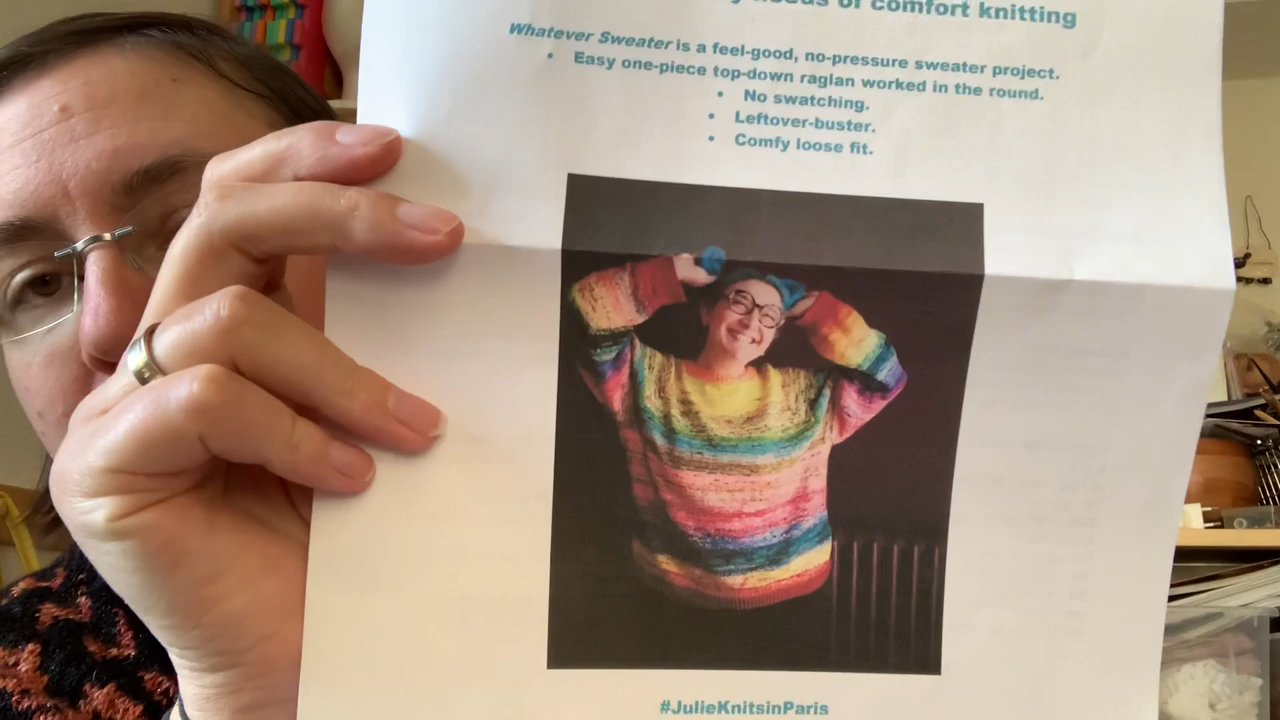 of comfort knitting
Whatever Sweater is a feel-good, no-pressure sweater project.
• Easy one-piece top-down raglan worked in the round.
• No swatching.
• Leftover-buster.
• Comfy loose fit.
#JulieKnitsinParis